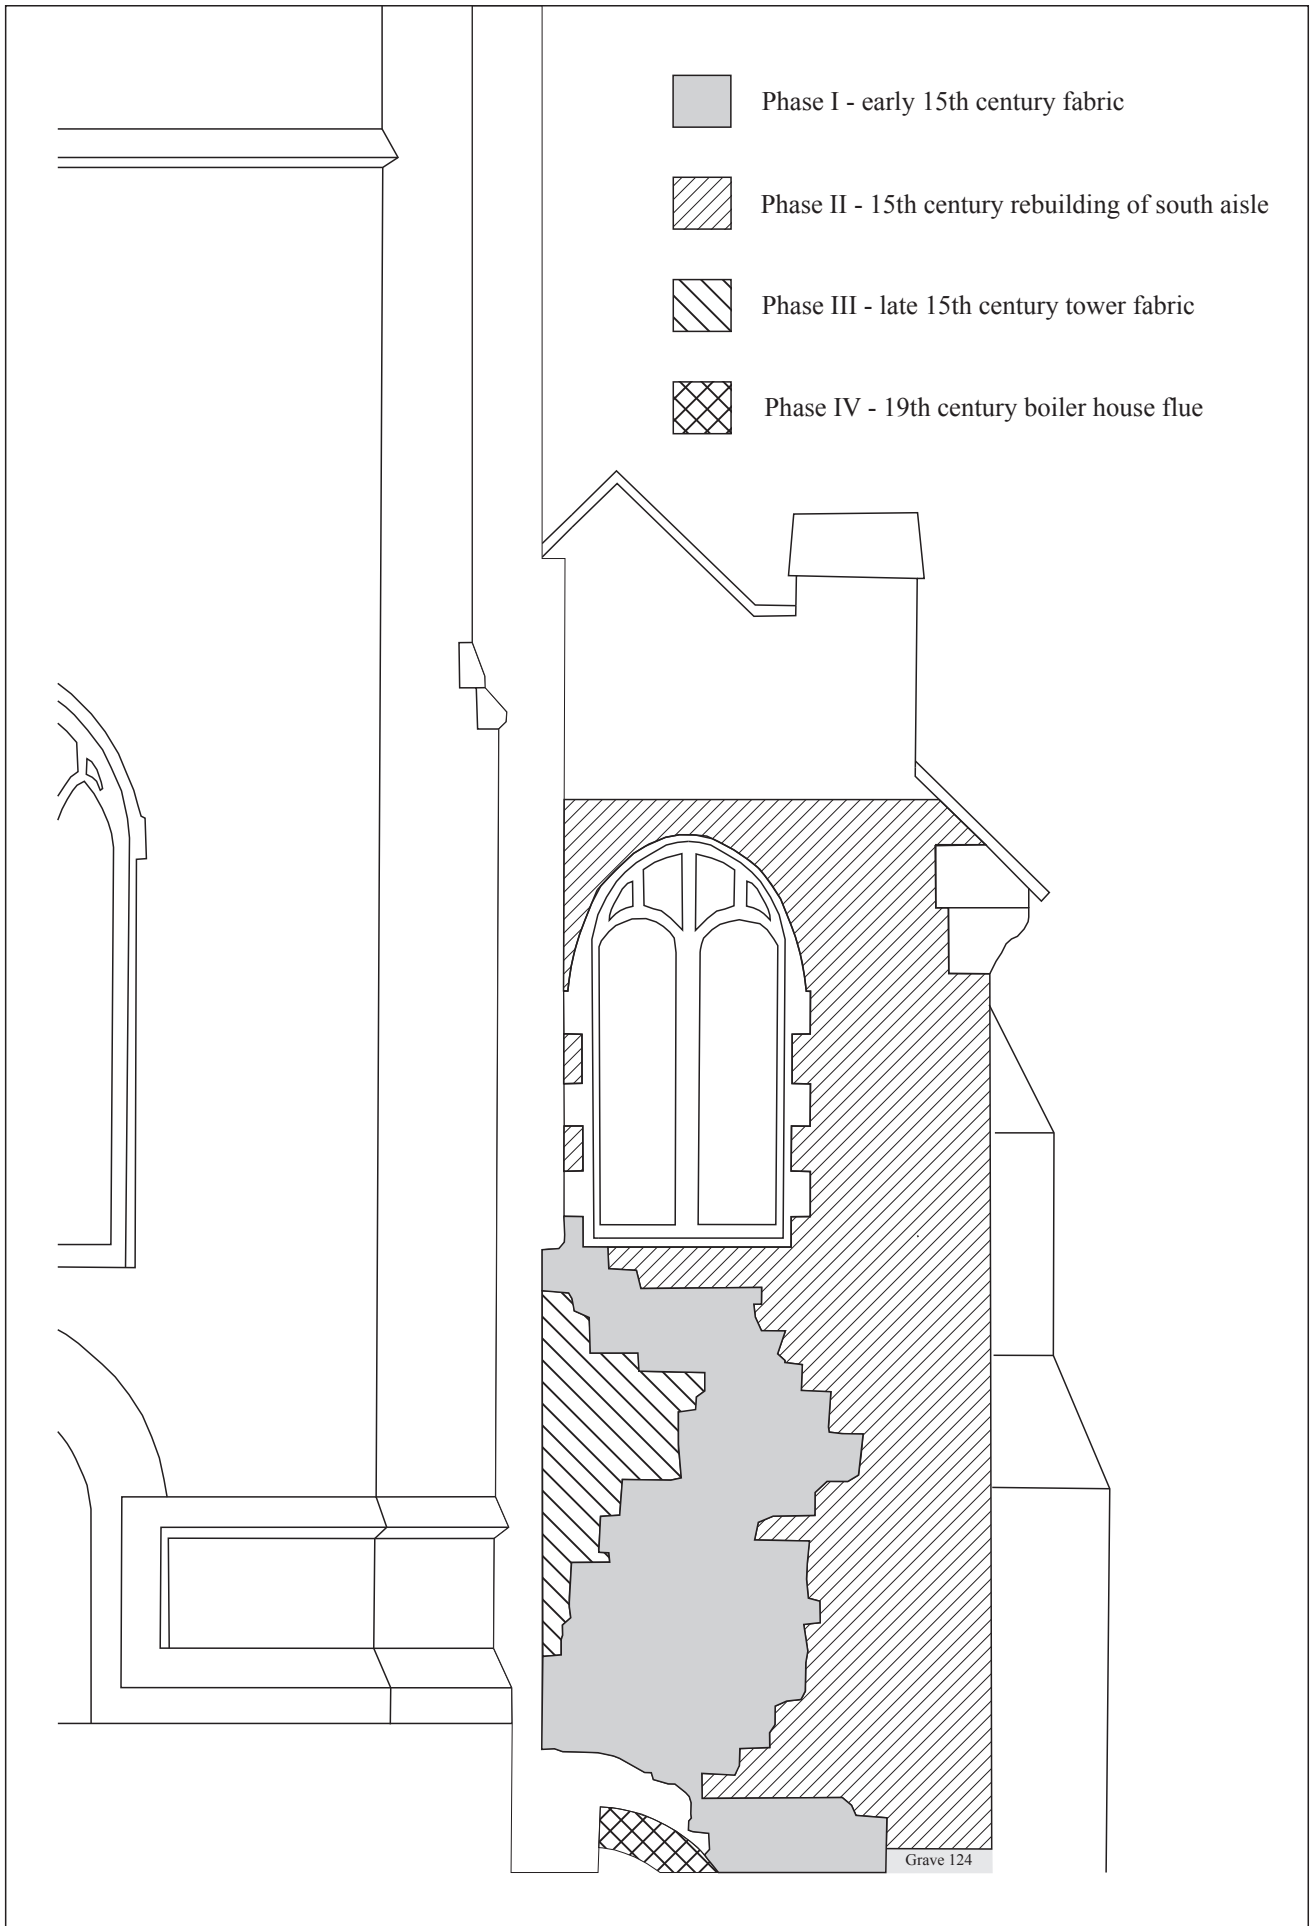 Phase I - early 15th century fabric
Phase II - 15th century rebuilding of south aisle
Phase III - late 15th century tower fabric
Phase IV - 19th century boiler house flue
Grave 124